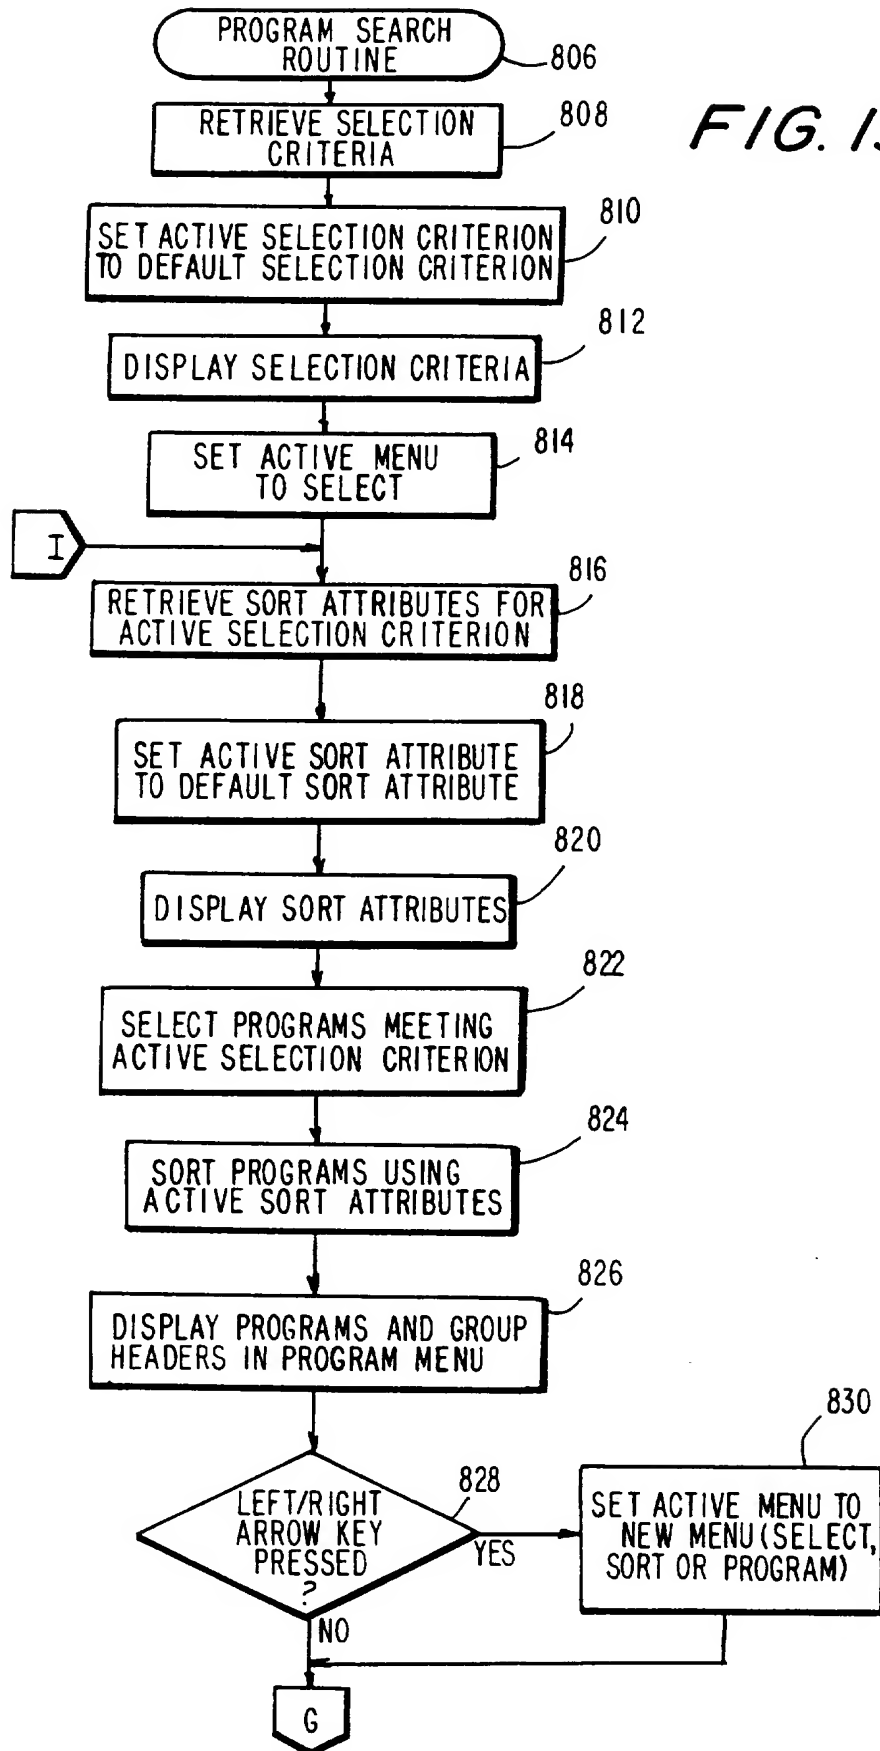 PROGRAM SEARCH
ROUTINE
806
FIG. 1
RETRIEVE SELECTION
CRITERIA
808
SET ACTIVE SELECTION CRITERION
TO DEFAULT SELECTION CRITERION
810
DISPLAY SELECTION CRITERIA
812
SET ACTIVE MENU
TO SELECT
814
I
RETRIEVE SORT ATTRIBUTES FOR
ACTIVE SELECTION CRITERION
816
SET ACTIVE SORT ATTRIBUTE
TO DEFAULT SORT ATTRIBUTE
818
DISPLAY SORT ATTRIBUTES
820
SELECT PROGRAMS MEETING
ACTIVE SELECTION CRITERION
822
SORT PROGRAMS USING
ACTIVE SORT ATTRIBUTES
824
DISPLAY PROGRAMS AND GROUP
HEADERS IN PROGRAM MENU
826
LEFT/RIGHT
ARROW KEY
PRESSED
?
828
YES
SET ACTIVE MENU TO
NEW MENU (SELECT,
SORT OR PROGRAM)
830
NO
G